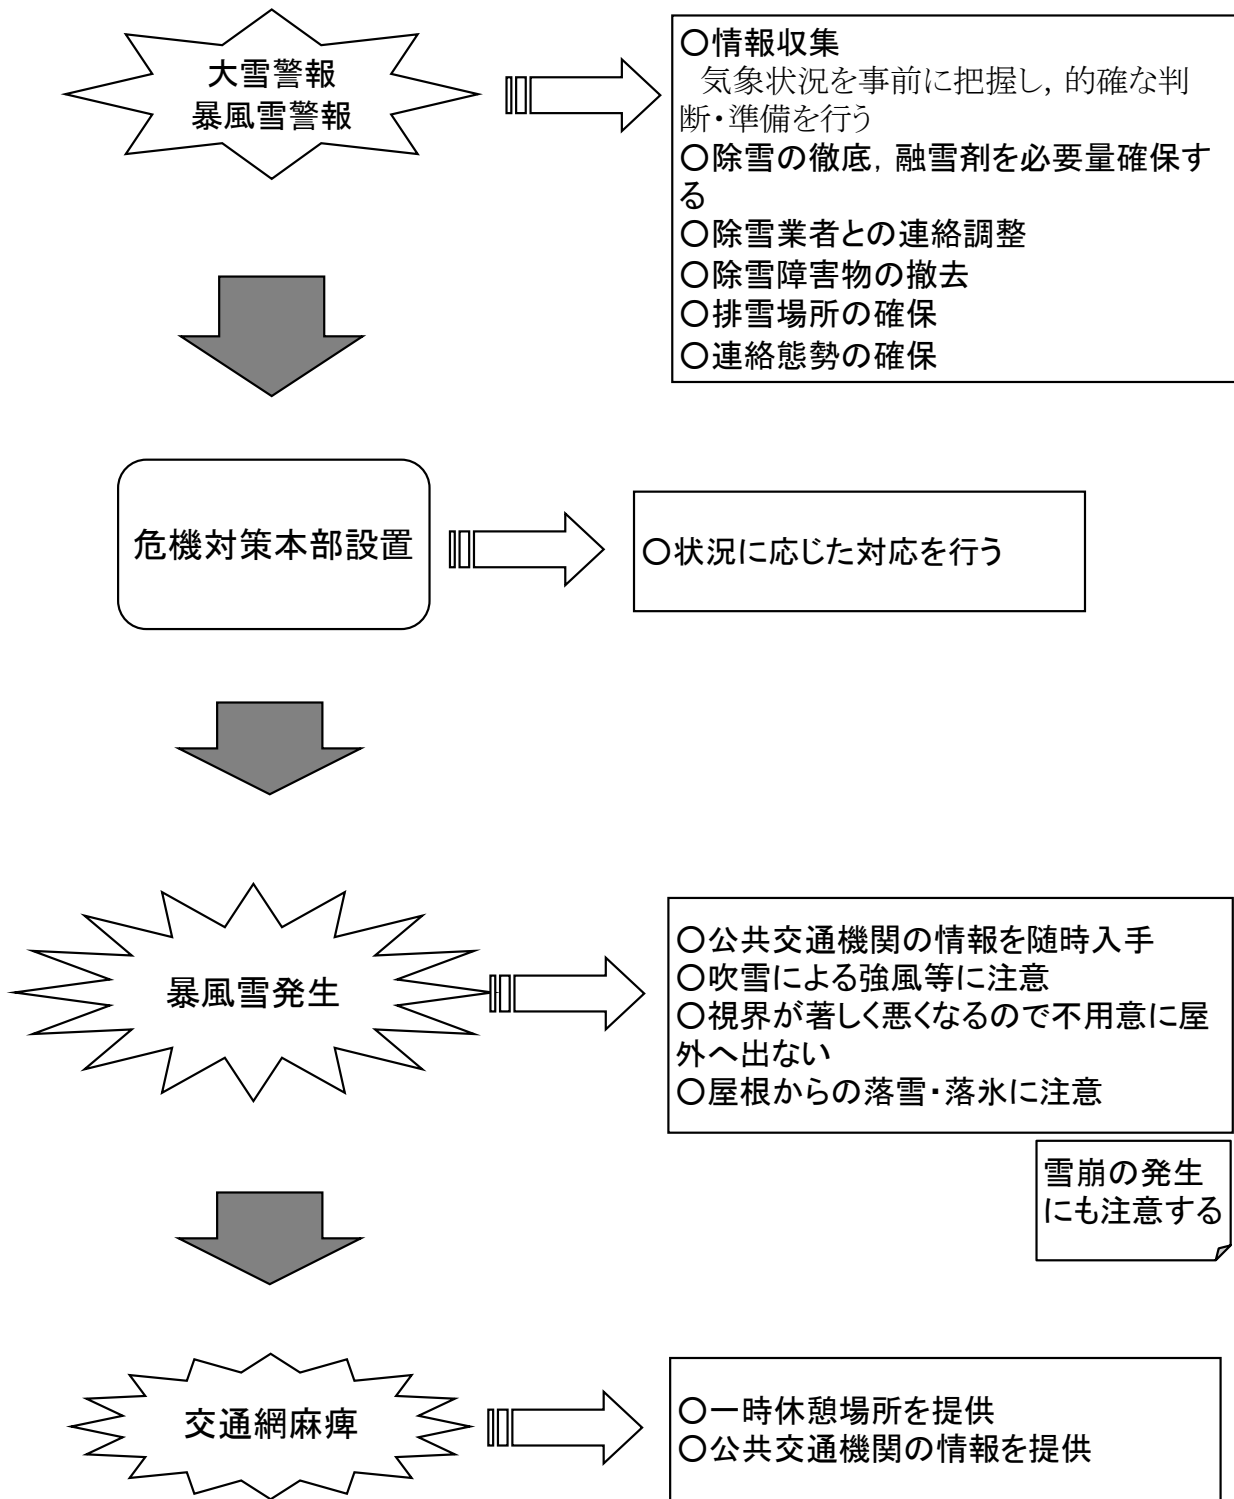 大雪警報
暴風雪警報
○情報収集
気象状況を事前に把握し，的確な判
断・準備を行う
○除雪の徹底，融雪剤を必要量確保す
る
○除雪業者との連絡調整
○除雪障害物の撤去
○排雪場所の確保
○連絡態勢の確保
危機対策本部設置
○状況に応じた対応を行う
暴風雪発生
○公共交通機関の情報を随時入手
○吹雪による強風等に注意
○視界が著しく悪くなるので不用意に屋
外へ出ない
○屋根からの落雪・落氷に注意
雪崩の発生
にも注意する
交通網麻痺
○一時休憩場所を提供
○公共交通機関の情報を提供